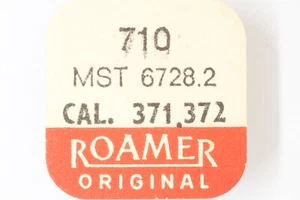 710
MST 6728.2
CAL. 371,372
ROAMER
ORIGINAL